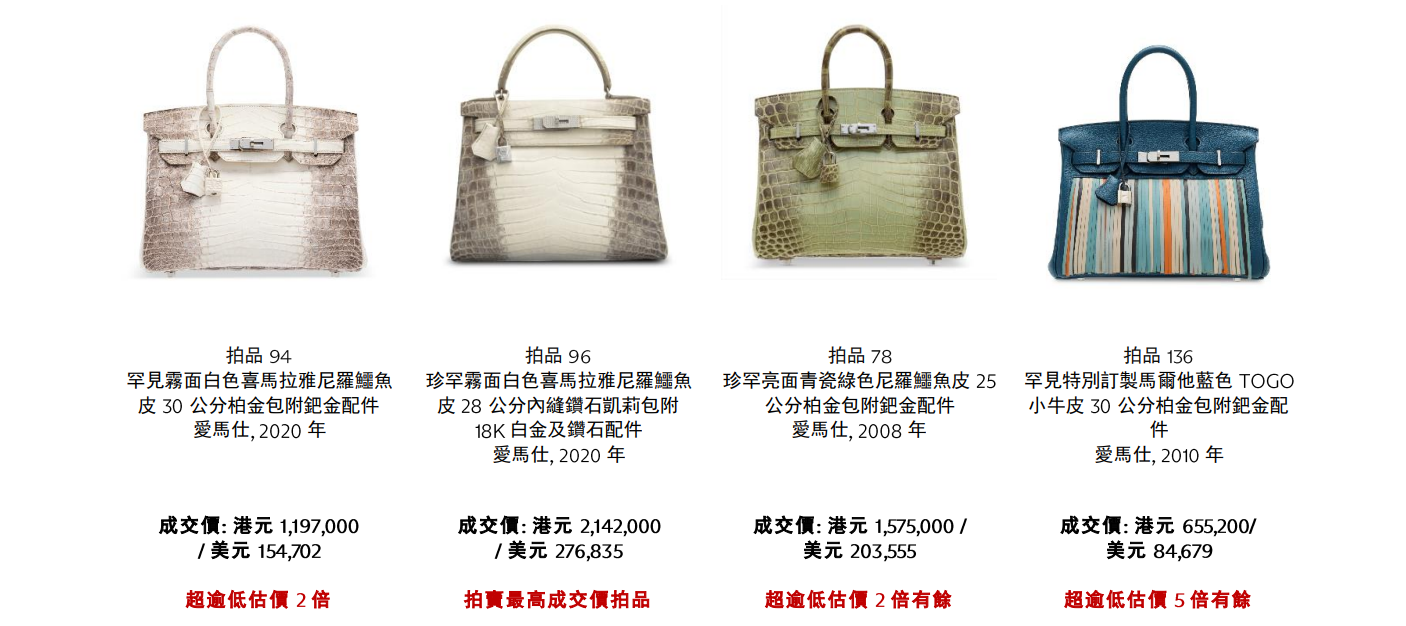 拍品 94
罕見霧面白色喜馬拉雅尼羅鱷魚
皮 30 公分柏金包附鈀金配件
愛馬仕, 2020 年
成交價: 港元 1,197,000
/ 美元 154,702
超逾低估價 2 倍
拍品 96
珍罕霧面白色喜馬拉雅尼羅鱷魚
皮 28 公分內縫鑽石凱莉包附
18K 白金及鑽石配件
愛馬仕, 2020 年
成交價: 港元 2,142,000
/ 美元 276,835
拍賣最高成交價拍品
拍品 78
珍罕亮面青瓷綠色尼羅鱷魚皮 25
公分柏金包附鈀金配件
愛馬仕, 2008 年
成交價: 港元 1,575,000 /
美元 203,555
超逾低估價 2 倍有餘
拍品 136
罕見特別訂製馬爾他藍色 TOGO
小牛皮 30 公分柏金包附鈀金配
件
愛馬仕, 2010 年
成交價: 港元 655,200/
美元 84,679
超逾低估價 5 倍有餘